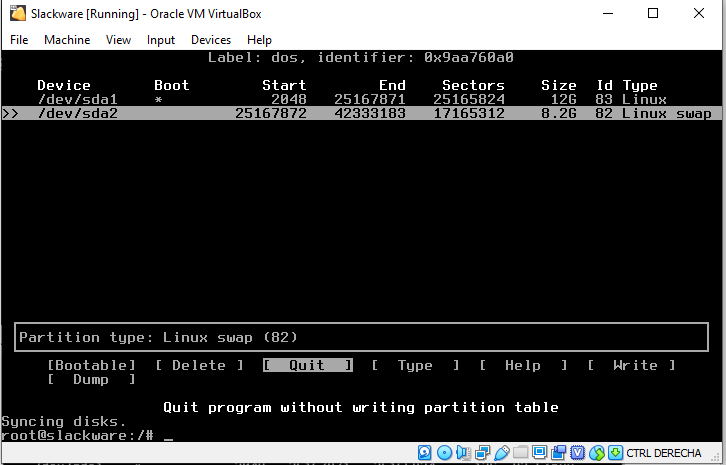 Slackware [Running] - Oracle VM VirtualBox
File Machine View Input Devices Help
Label: dos, identifier: 0x9aa760a0
Device Boot Start End Sectors Size Id Type
/dev/sda1 * 2048 25167871 25165824 12G 83 Linux
>> /dev/sda2 25167872 42333183 17165312 8.2G 82 Linux swap
Partition type: Linux swap (82)
[Bootable] [ Delete ] [ Quit ] [ Type ] [ Help ] [ Write ]
[ Dump ]
Quit program without writing partition table
Syncing disks.
root@slackware:/# _
CTRL DERECHA